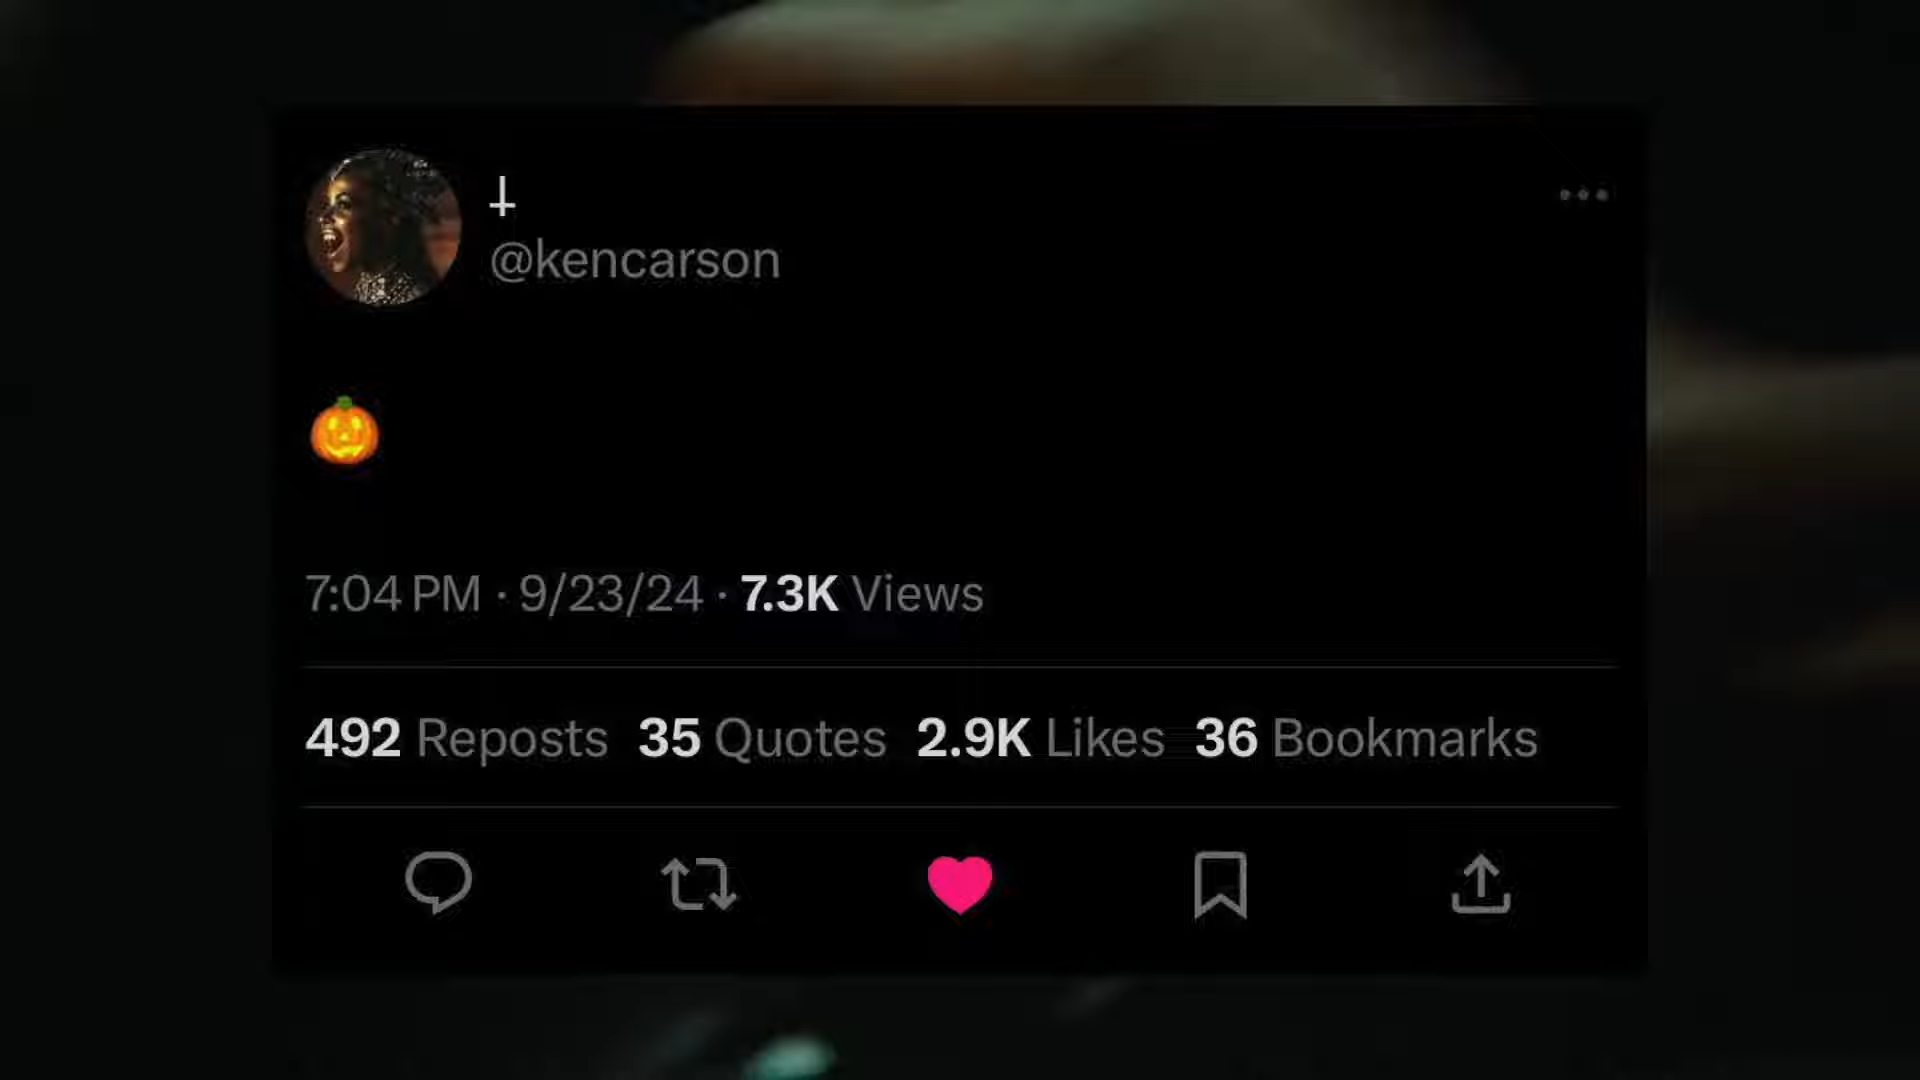 ⸸
@kencarson
🎃
7:04 PM · 9/23/24 · 7.3K Views
492 Reposts 35 Quotes 2.9K Likes 36 Bookmarks